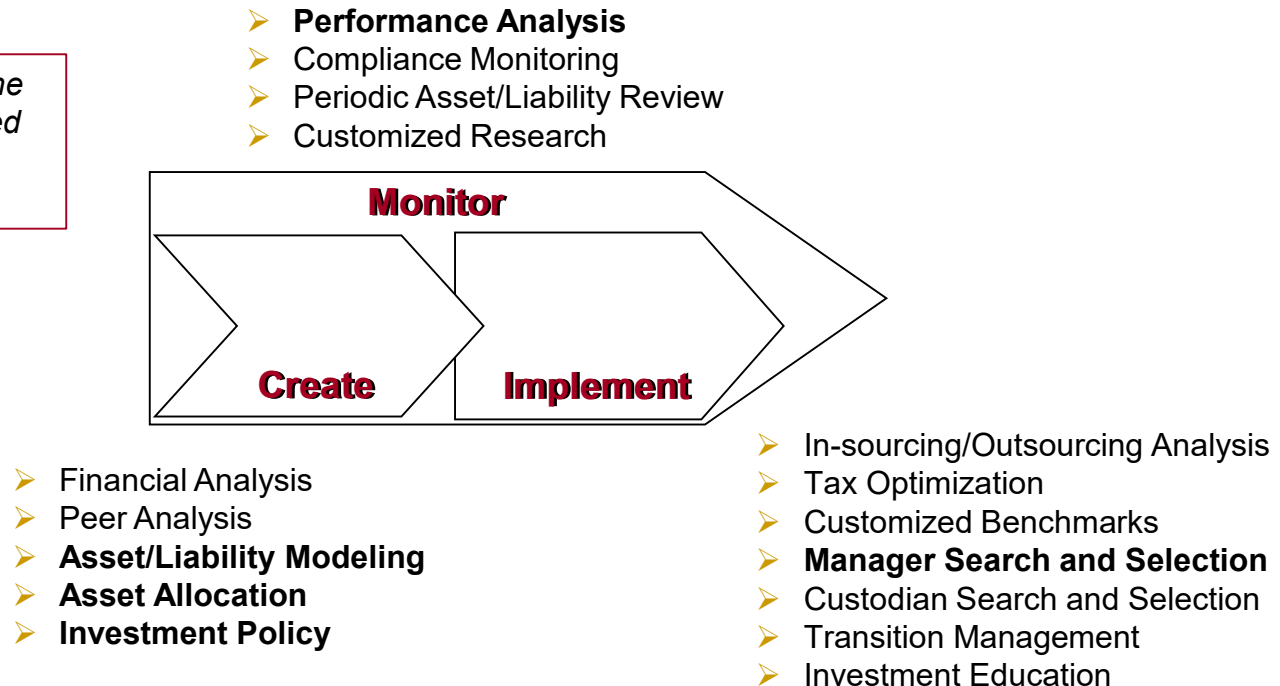 Performance Analysis
Compliance Monitoring
Periodic Asset/Liability Review
Customized Research
Monitor
Create
Implement
Financial Analysis
Peer Analysis
Asset/Liability Modeling
Asset Allocation
Investment Policy
In-sourcing/Outsourcing Analysis
Tax Optimization
Customized Benchmarks
Manager Search and Selection
Custodian Search and Selection
Transition Management
Investment Education